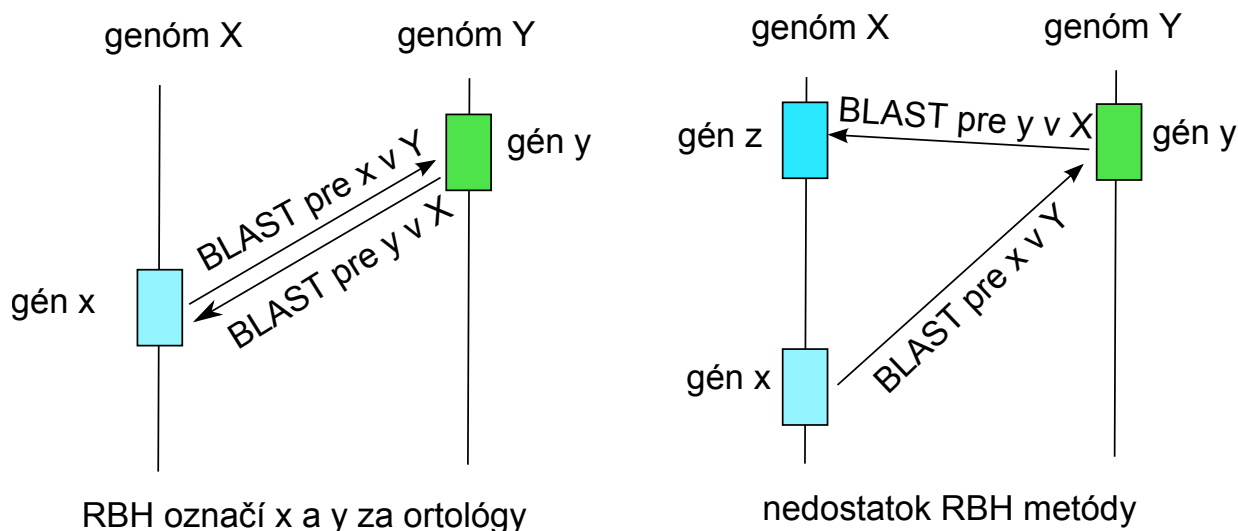 genóm X
genóm Y
gén y
BLAST pre x v Y
BLAST pre y v X
gén x
RBH označí x a y za ortológy
genóm X
genóm Y
gén z
BLAST pre y v X
gén y
BLAST pre x v Y
gén x
nedostatok RBH metódy